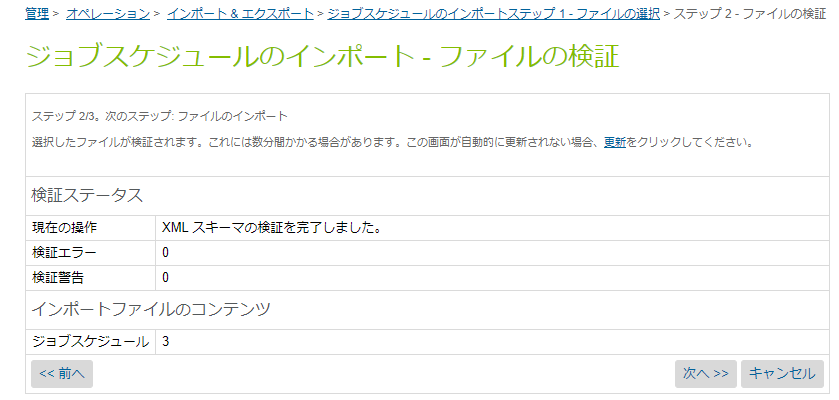 管理 > オペレーション > インポート & エクスポート > ジョブスケジュールのインポートステップ 1 - ファイルの選択 > ステップ 2 - ファイルの検証
ジョブスケジュールのインポート - ファイルの検証
ステップ 2/3。次のステップ: ファイルのインポート
選択したファイルが検証されます。これには数分間かかる場合があります。この画面が自動的に更新されない場合、更新をクリックしてください。
検証ステータス
現在の操作 XML スキーマの検証を完了しました。
検証エラー 0
検証警告 0
インポートファイルのコンテンツ
ジョブスケジュール 3
<< 前へ 次へ >> キャンセル